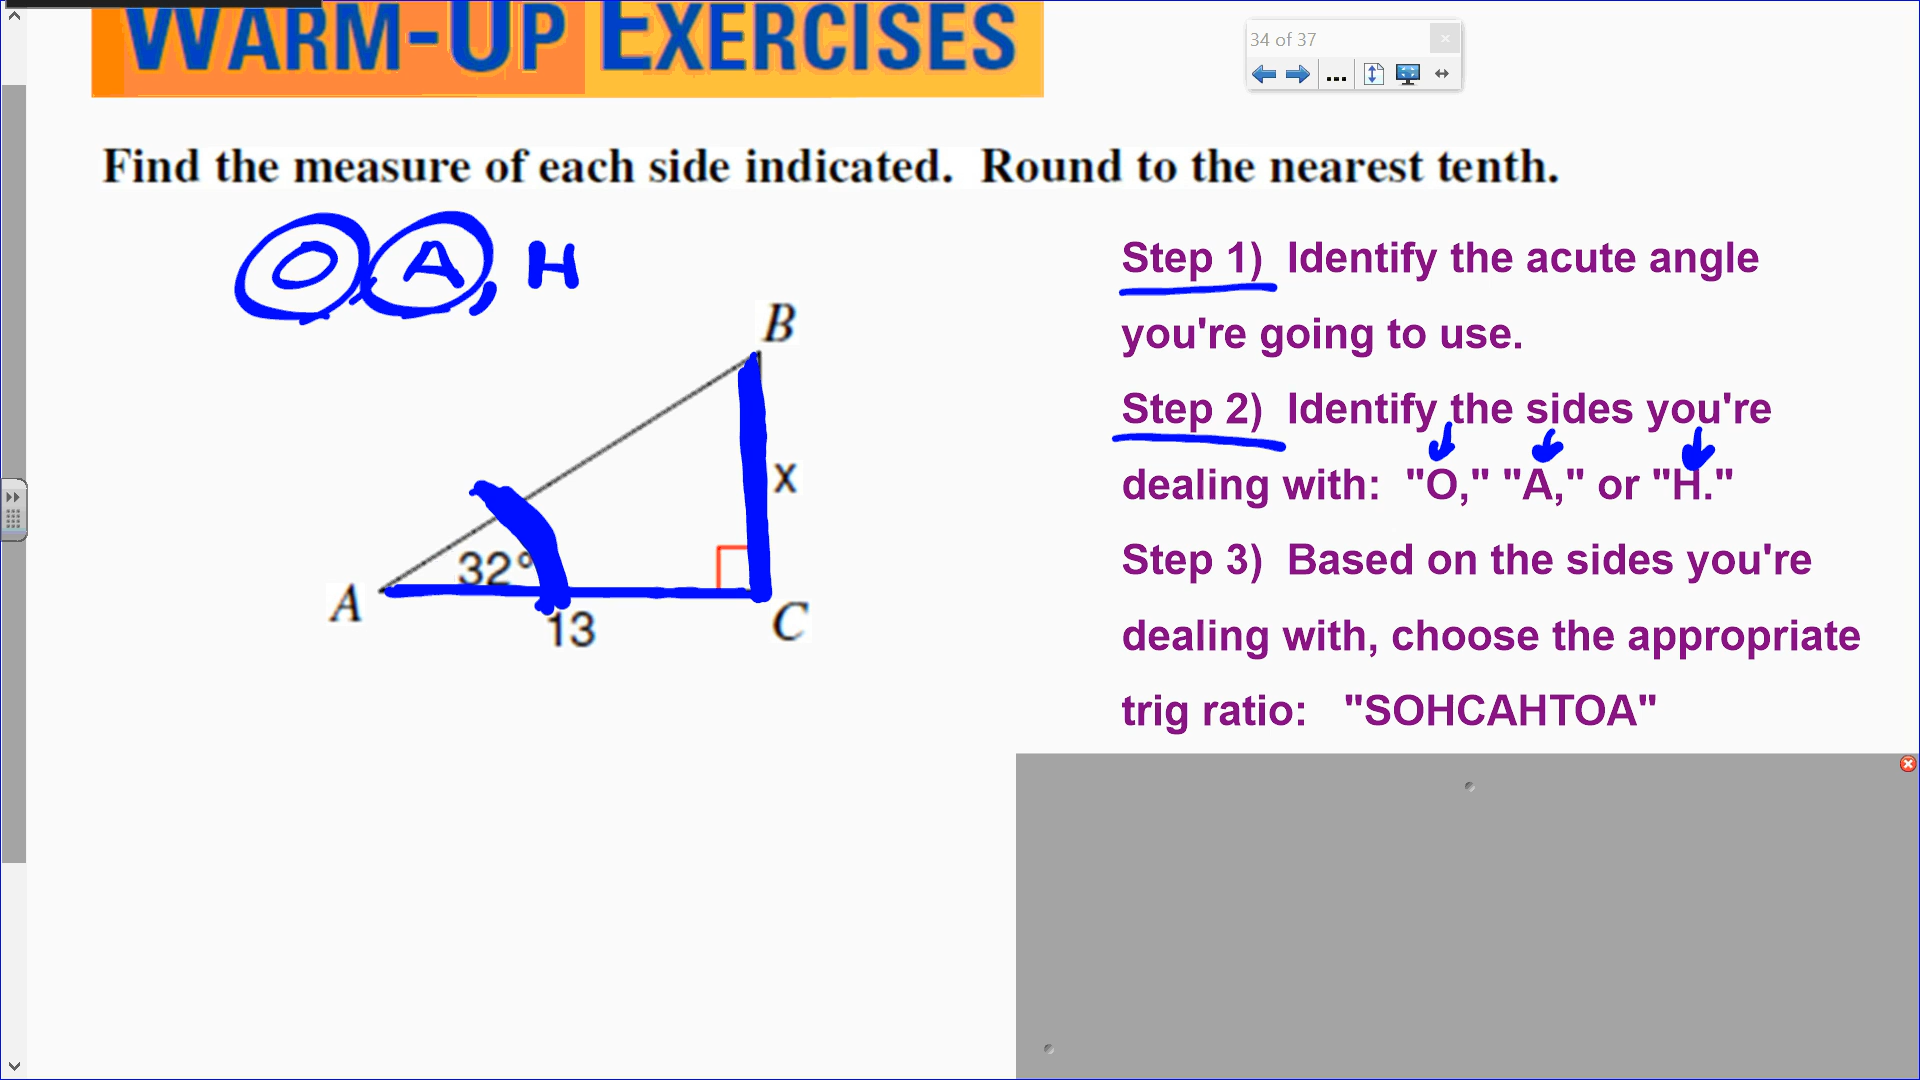 WARM-UP EXERCISES
34 of 37
Find the measure of each side indicated. Round to the nearest tenth.
O, A, H
B
x
32°
A
13
C
Step 1) Identify the acute angle
you're going to use.
Step 2) Identify the sides you're
dealing with: "O," "A," or "H."
Step 3) Based on the sides you're
dealing with, choose the appropriate
trig ratio: "SOHCAHTOA"